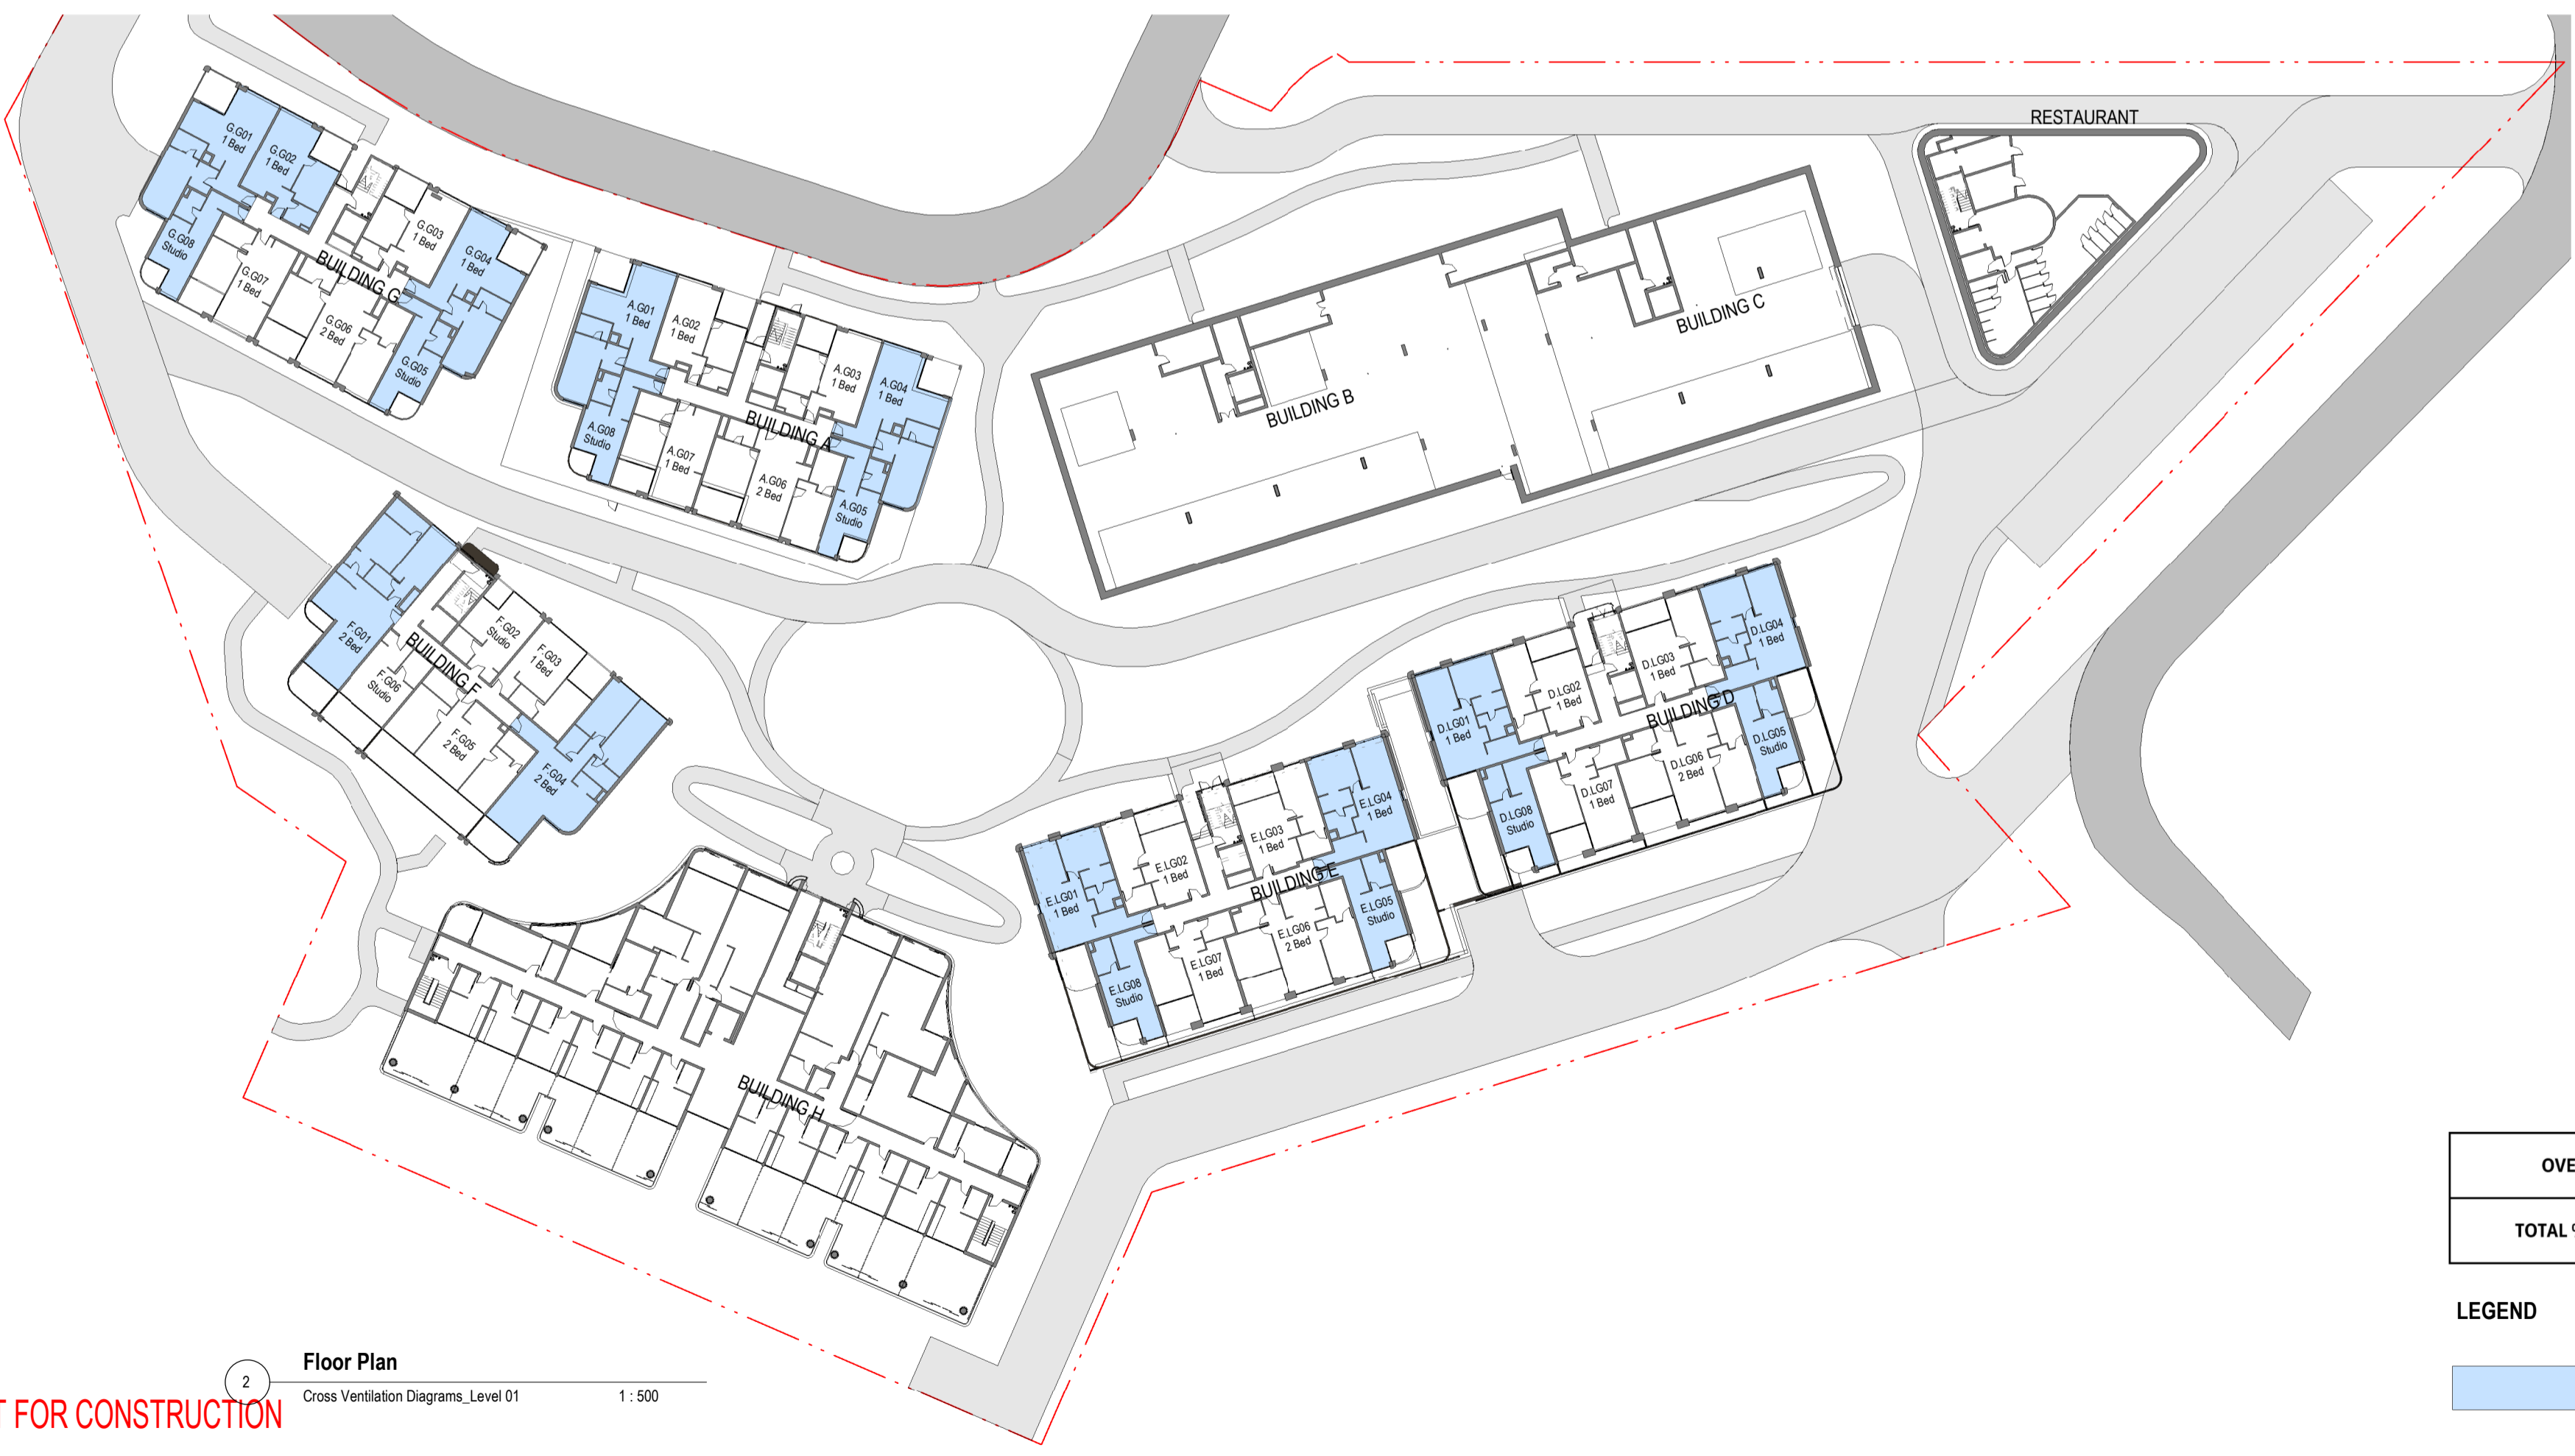 RESTAURANT
G.G01
1 Bed
G.G02
1 Bed
G.G03
1 Bed
G.G04
1 Bed
G.G08
Studio
G.G07
1 Bed
BUILDING G
G.G06
2 Bed
G.G05
Studio
A.G01
1 Bed
A.G02
1 Bed
A.G03
1 Bed
A.G04
1 Bed
A.G08
Studio
A.G07
1 Bed
BUILDING A
A.G06
2 Bed
A.G05
Studio
BUILDING B
BUILDING C
F.G01
2 Bed
F.G02
Studio
F.G03
1 Bed
BUILDING F
F.G06
Studio
F.G05
2 Bed
F.G04
2 Bed
D.LG01
1 Bed
D.LG02
1 Bed
D.LG03
1 Bed
D.LG04
1 Bed
BUILDING D
D.LG08
Studio
D.LG07
1 Bed
D.LG06
2 Bed
D.LG05
Studio
E.LG01
1 Bed
E.LG02
1 Bed
E.LG03
1 Bed
E.LG04
1 Bed
BUILDING E
E.LG08
Studio
E.LG07
1 Bed
E.LG06
2 Bed
E.LG05
Studio
BUILDING H
OVE
TOTAL
LEGEND
2
Floor Plan
Cross Ventilation Diagrams_Level 01 1 : 500
T FOR CONSTRUCTION